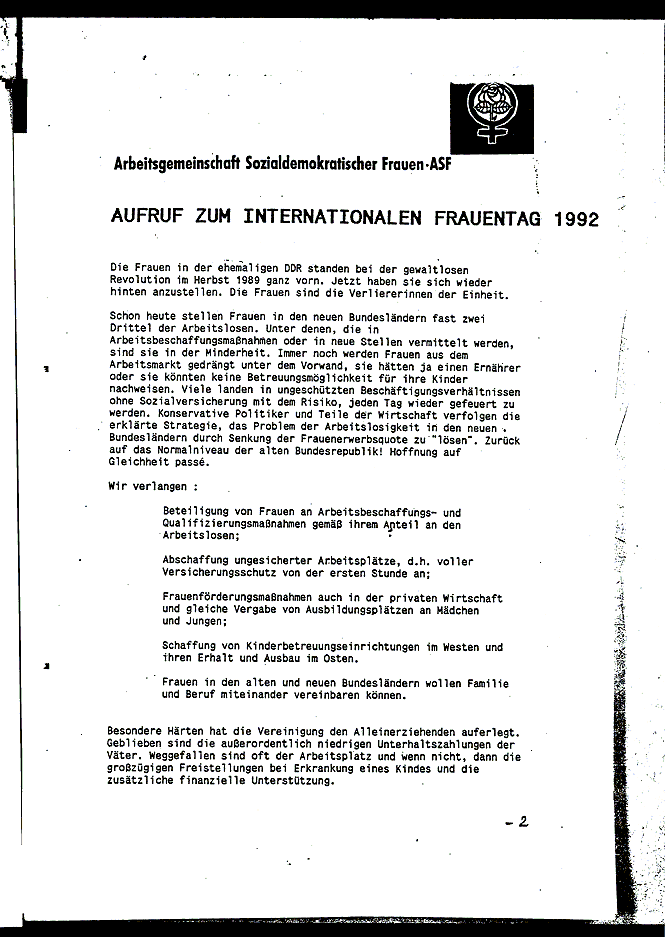 Arbeitsgemeinschaft Sozialdemokratischer Frauen·ASF
AUFRUF ZUM INTERNATIONALEN FRAUENTAG 1992
Die Frauen in der ehemaligen DDR standen bei der gewaltlosen
Revolution im Herbst 1989 ganz vorn. Jetzt haben sie sich wieder
hinten anzustellen. Die Frauen sind die Verliererinnen der Einheit.
Schon heute stellen Frauen in den neuen Bundesländern fast zwei
Drittel der Arbeitslosen. Unter denen, die in
Arbeitsbeschaffungsmaßnahmen oder in neue Stellen vermittelt werden,
sind sie in der Minderheit. Immer noch werden Frauen aus dem
Arbeitsmarkt gedrängt unter dem Vorwand, sie hätten ja einen Ernährer
oder sie könnten keine Betreuungsmöglichkeit für ihre Kinder
nachweisen. Viele landen in ungeschützten Beschäftigungsverhältnissen
ohne Sozialversicherung mit dem Risiko, jeden Tag wieder gefeuert zu
werden. Konservative Politiker und Teile der Wirtschaft verfolgen die
erklärte Strategie, das Problem der Arbeitslosigkeit in den neuen
Bundesländern durch Senkung der Frauenerwerbsquote zu "lösen". Zurück
auf das Normalniveau der alten Bundesrepublik! Hoffnung auf
Gleichheit passé.
Wir verlangen :
Beteiligung von Frauen an Arbeitsbeschaffungs- und
Qualifizierungsmaßnahmen gemäß ihrem Anteil an den
Arbeitslosen;
Abschaffung ungesicherter Arbeitsplätze, d.h. voller
Versicherungsschutz von der ersten Stunde an;
Frauenförderungsmaßnahmen auch in der privaten Wirtschaft
und gleiche Vergabe von Ausbildungsplätzen an Mädchen
und Jungen;
Schaffung von Kinderbetreuungseinrichtungen im Westen und
ihren Erhalt und Ausbau im Osten.
Frauen in den alten und neuen Bundesländern wollen Familie
und Beruf miteinander vereinbaren können.
Besondere Härten hat die Vereinigung den Alleinerziehenden auferlegt.
Geblieben sind die außerordentlich niedrigen Unterhaltszahlungen der
Väter. Weggefallen sind oft der Arbeitsplatz und wenn nicht, dann die
großzügigen Freistellungen bei Erkrankung eines Kindes und die
zusätzliche finanzielle Unterstützung.
- 2